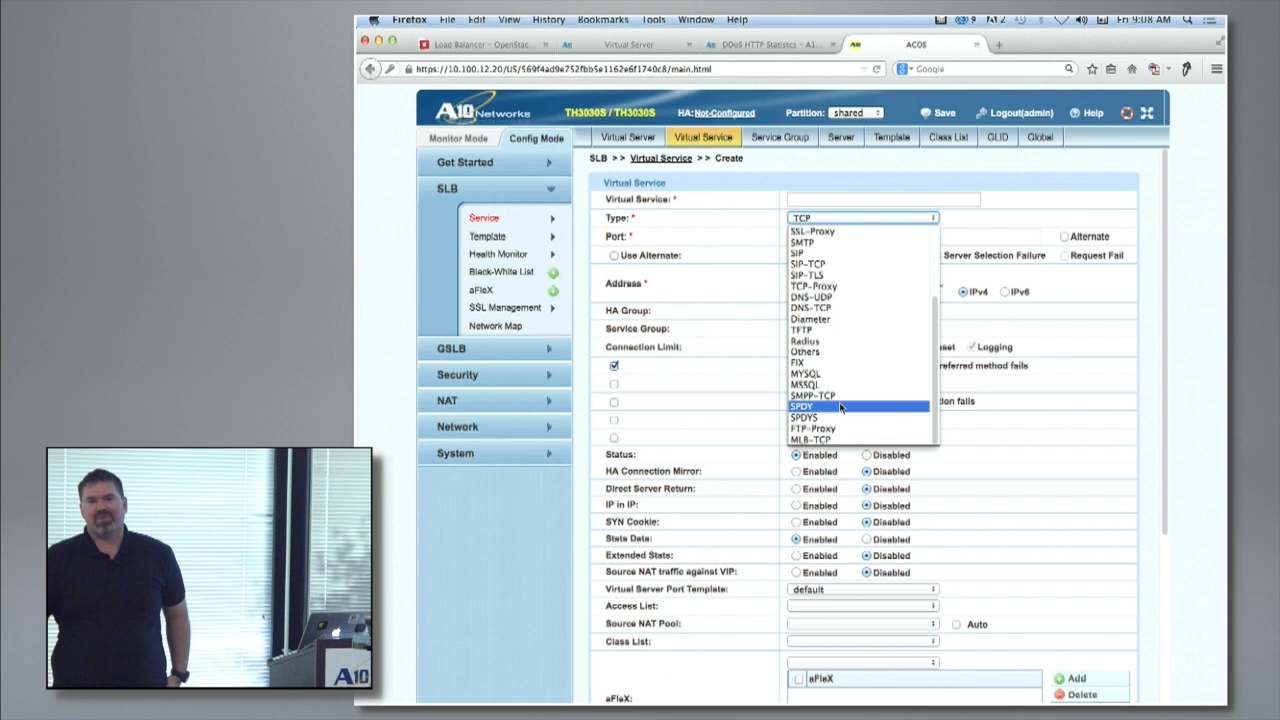 Firefox File Edit View History Bookmarks Tools Window Help 9 2 Fri 9:08 AM
Load Balancer - OpenStac... Virtual Server DDoS HTTP Statistics - A1... ACOS
https://10.100.12.20/US/569f4ad9e752fbb5e1162e6f1740c8/main.html Google
A10 Networks TH3030S / TH3030S HA:Not-Configured Partition: shared Save Logout(admin) Help
Monitor Mode Config Mode Virtual Server Virtual Service Service Group Server Template Class List GLID Global
Get Started
SLB
Service
Template
Health Monitor
Black-White List
aFleX
SSL Management
Network Map
GSLB
Security
NAT
Network
System
SLB >> Virtual Service >> Create
Virtual Service
Virtual Service: *
Type: * TCP
Port: * Alternate
Use Alternate: Server Selection Failure Request Fail
Address * IPv4 IPv6
HA Group:
Service Group:
Connection Limit: Logging
ferred method fails
tion fails
SSL-Proxy
SMTP
SIP
SIP-TCP
SIP-TLS
TCP-Proxy
DNS-UDP
DNS-TCP
Diameter
TFTP
Radius
Others
FIX
MYSQL
MSSQL
SMPP-TCP
SPDY
SPDYS
FTP-Proxy
MLB-TCP
Status: Enabled Disabled
HA Connection Mirror: Enabled Disabled
Direct Server Return: Enabled Disabled
IP in IP: Enabled Disabled
SYN Cookie: Enabled Disabled
Stats Data: Enabled Disabled
Extended Stats: Enabled Disabled
Source NAT traffic against VIP: Enabled Disabled
Virtual Server Port Template: default
Access List:
Source NAT Pool: Auto
Class List:
aFleX Add
aFleX: Delete
A10